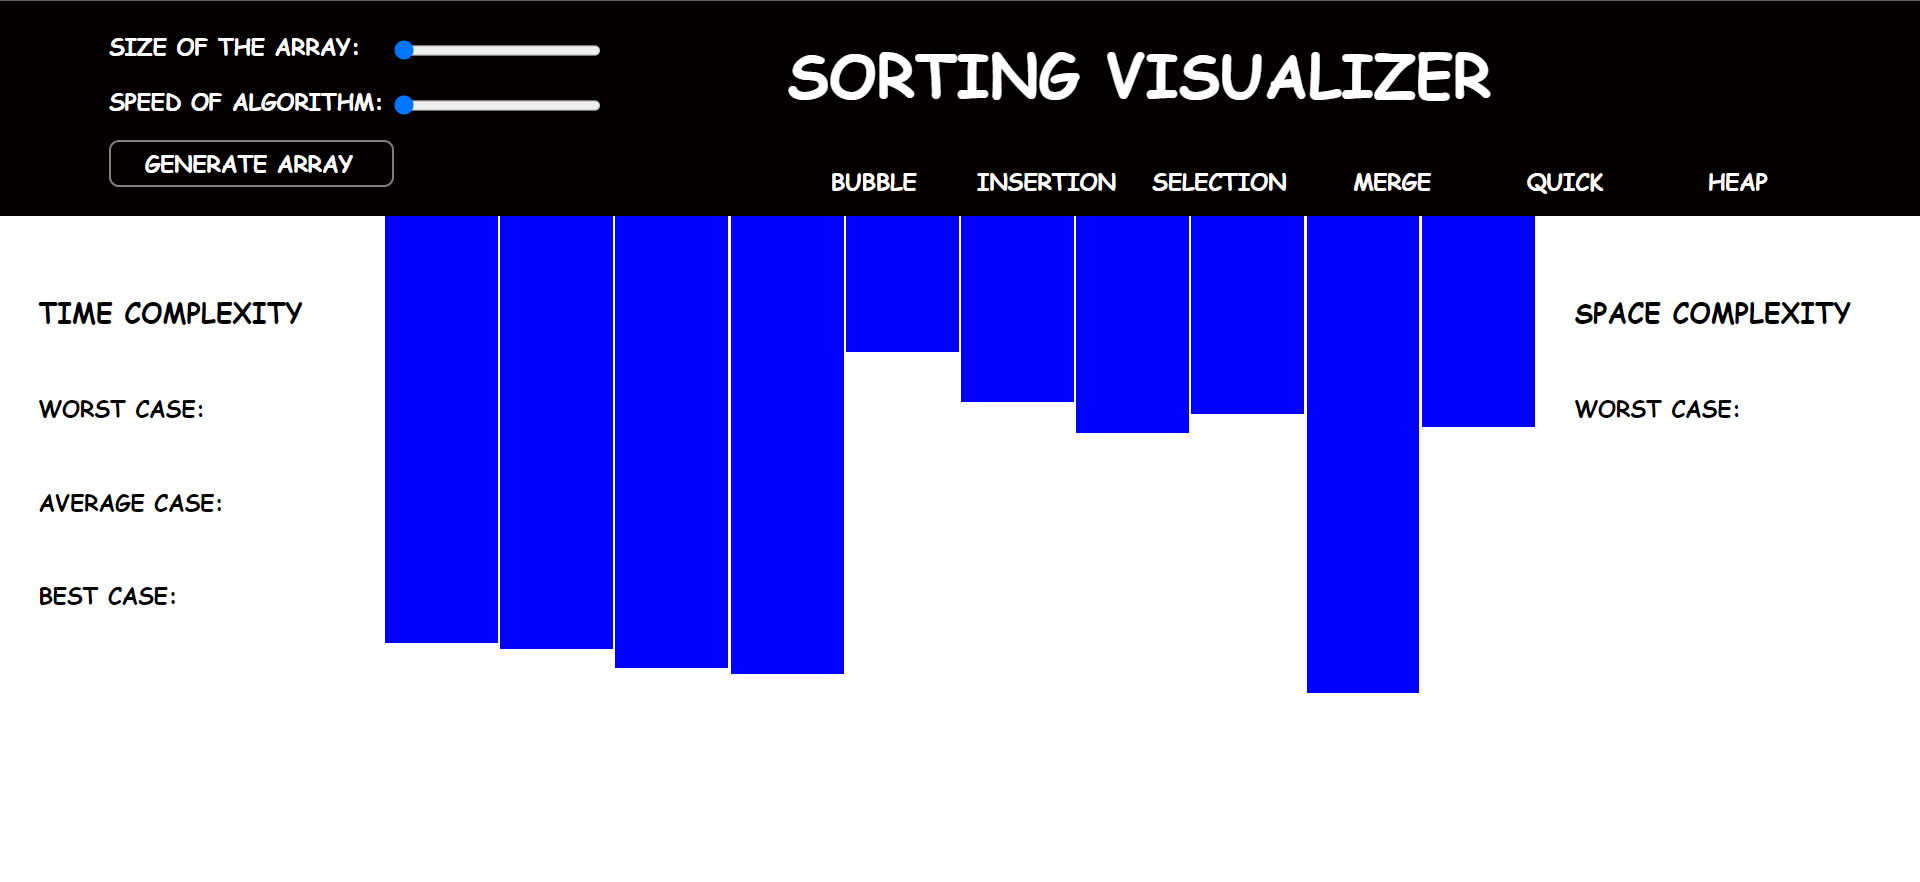 SIZE OF THE ARRAY:
SPEED OF ALGORITHM:
GENERATE ARRAY
SORTING VISUALIZER
BUBBLE INSERTION SELECTION MERGE QUICK HEAP
TIME COMPLEXITY
WORST CASE:
AVERAGE CASE:
BEST CASE:
SPACE COMPLEXITY
WORST CASE: